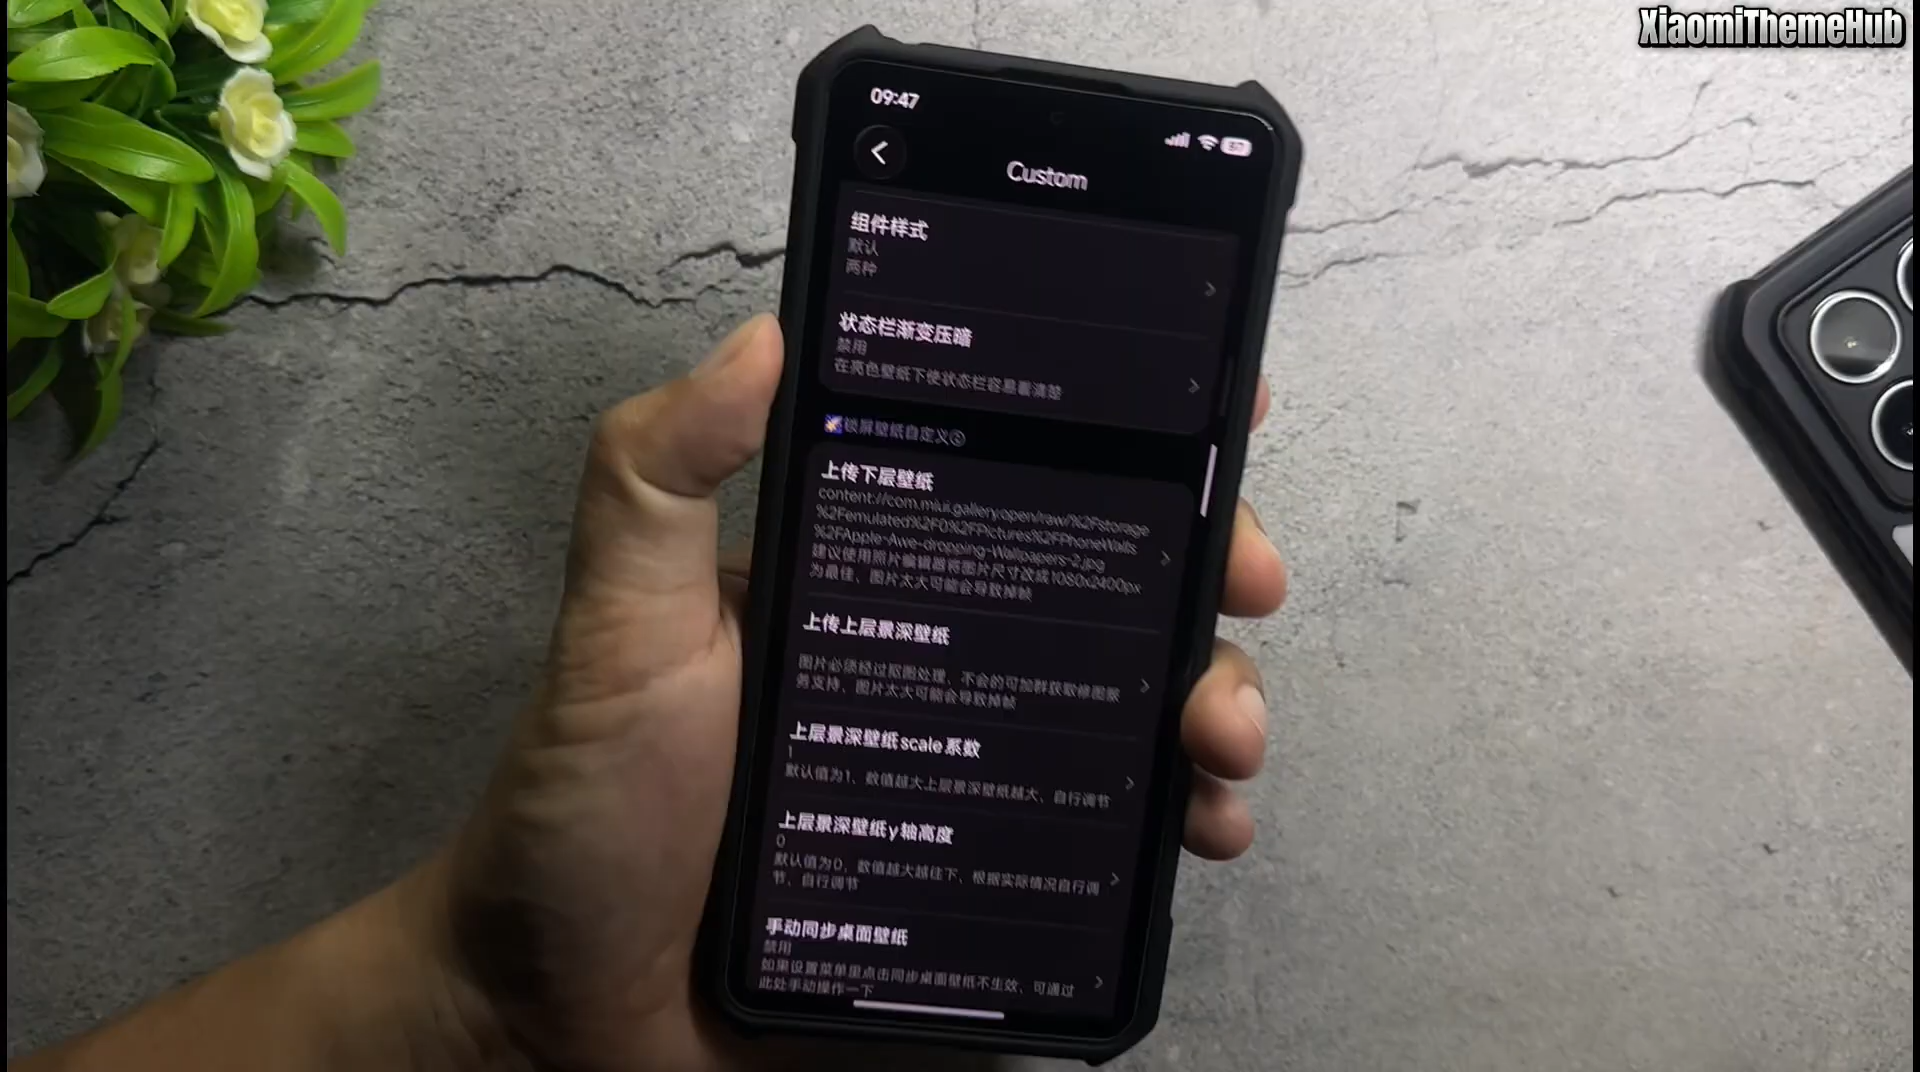 XiaomiThemeHub
09:47
57
Custom
组件样式
默认
两种
状态栏渐变压暗
禁用
在亮色壁纸下使状态栏容易看清楚
锁屏壁纸自定义②
上传下层壁纸
content://com.miui.gallery.open/raw/%2Fstorage
%2Femulated%2F0%2FPictures%2FPhoneWalls
%2FApple-Awe-dropping-Wallpapers-2.jpg
建议使用照片编辑器将图片尺寸改成1080x2400px
为最佳、图片太大可能会导致掉帧
上传上层景深壁纸
图片必须经过抠图处理、不会的可加群获取修图服
务支持、图片太大可能会导致掉帧
上层景深壁纸scale系数
1
默认值为1、数值越大上层景深壁纸越大、自行调节
上层景深壁纸y轴高度
0
默认值为0、数值越大越往下、根据实际情况自行调
节、自行调节
手动同步桌面壁纸
禁用
如果设置菜单里点击同步桌面壁纸不生效、可通过
此处手动操作一下